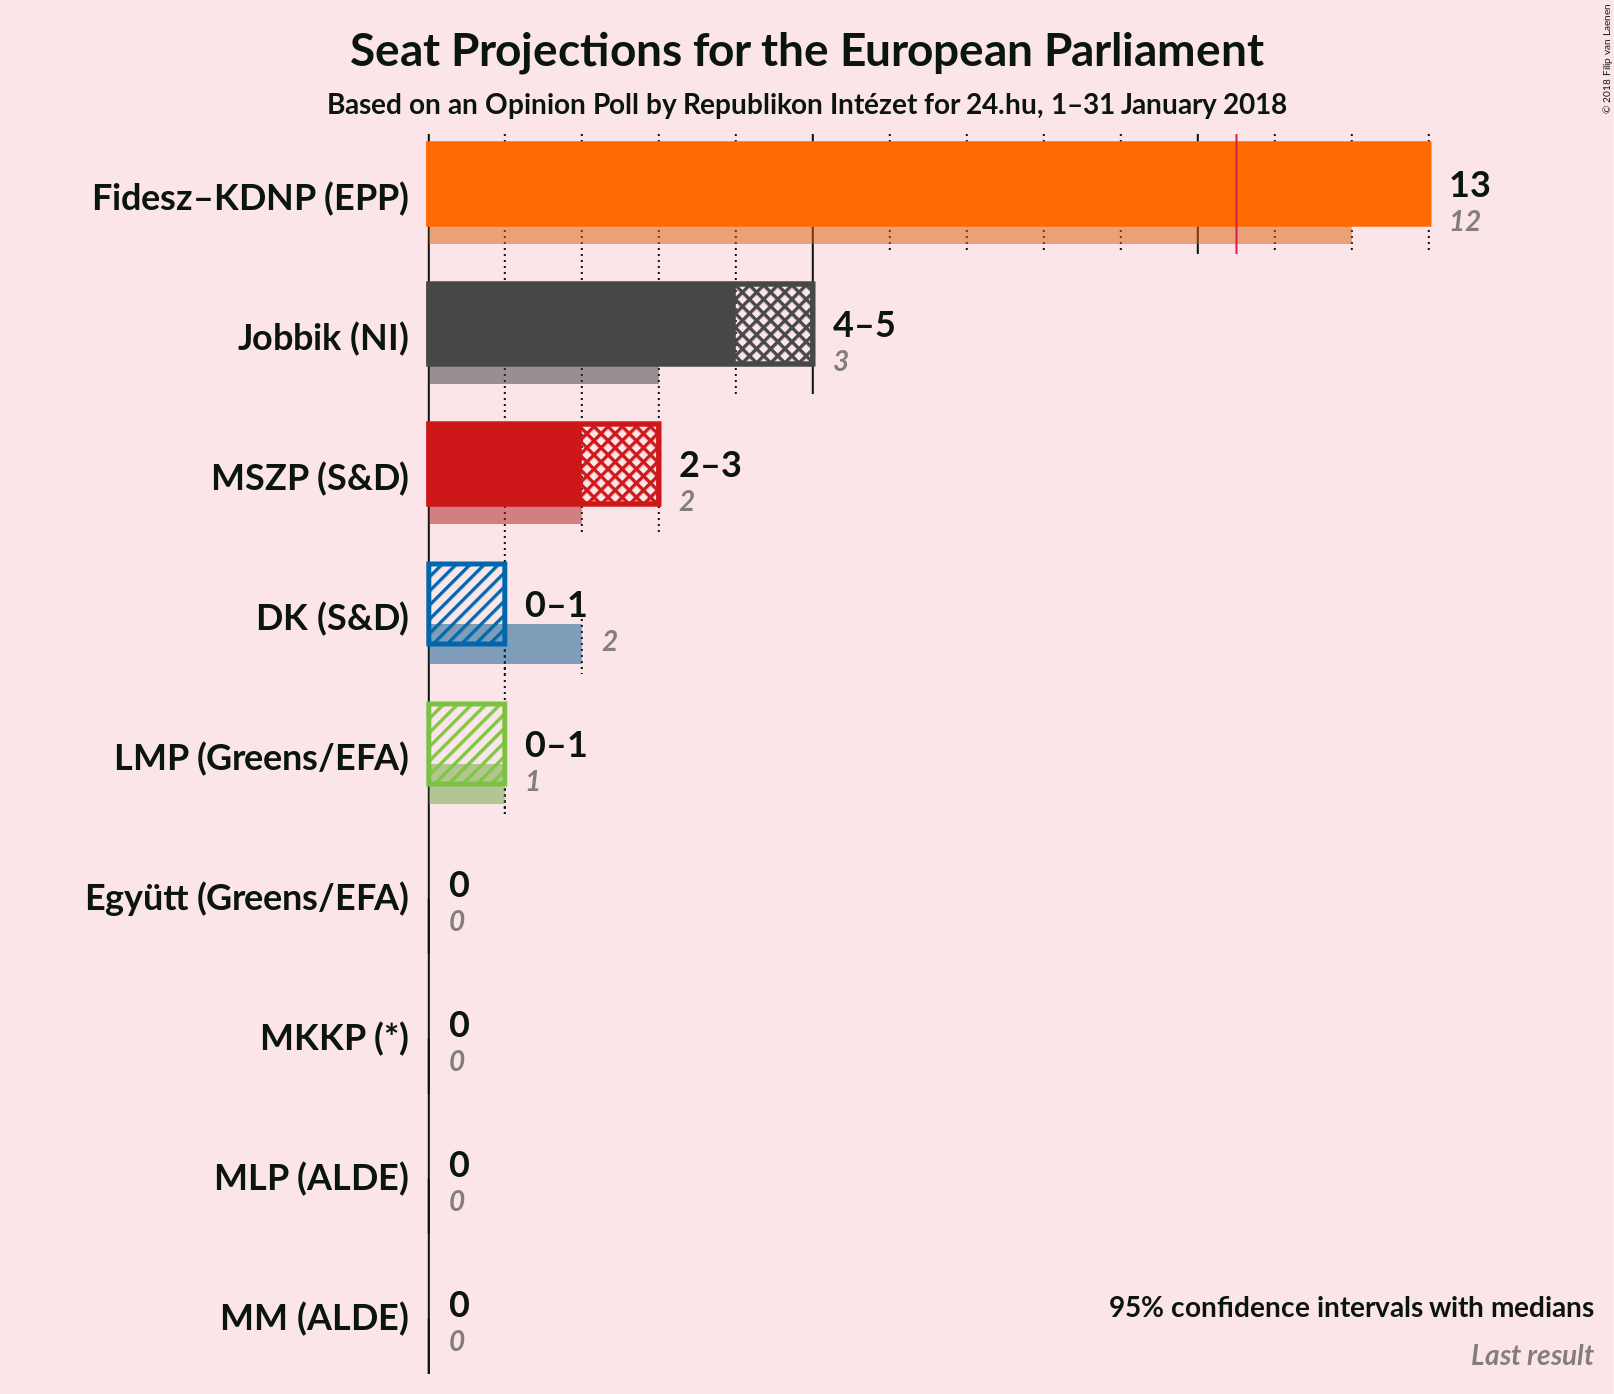 Seat Projections for the European Parliament
Based on an Opinion Poll by Republikon Intézet for 24.hu, 1–31 January 2018
© 2018 Filip van Laenen
Fidesz–KDNP (EPP)
13
12
Jobbik (NI)
4–5
3
MSZP (S&D)
2–3
2
DK (S&D)
0–1
2
LMP (Greens/EFA)
0–1
1
Együtt (Greens/EFA)
0
0
MKKP (*)
0
0
MLP (ALDE)
0
0
MM (ALDE)
0
0
95% confidence intervals with medians
Last result